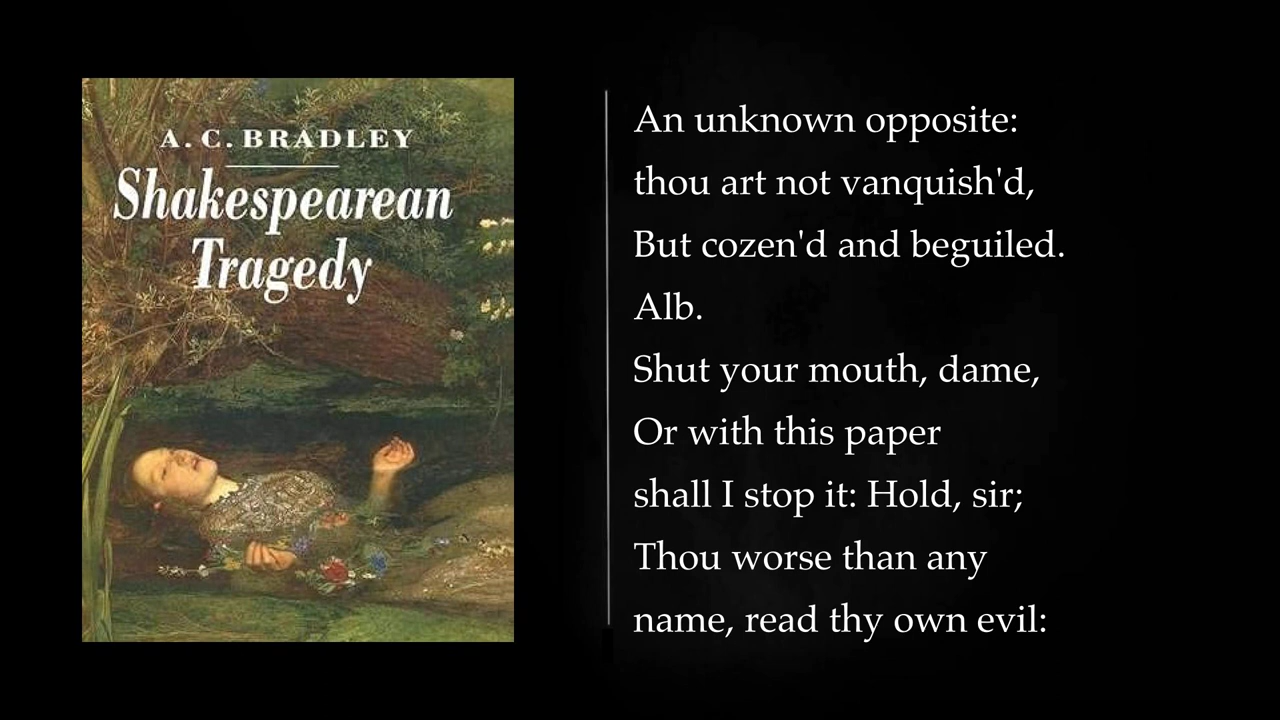 A. C. BRADLEY
Shakespearean
Tragedy
An unknown opposite:
thou art not vanquish'd,
But cozen'd and beguiled.
Alb.
Shut your mouth, dame,
Or with this paper
shall I stop it: Hold, sir;
Thou worse than any
name, read thy own evil: